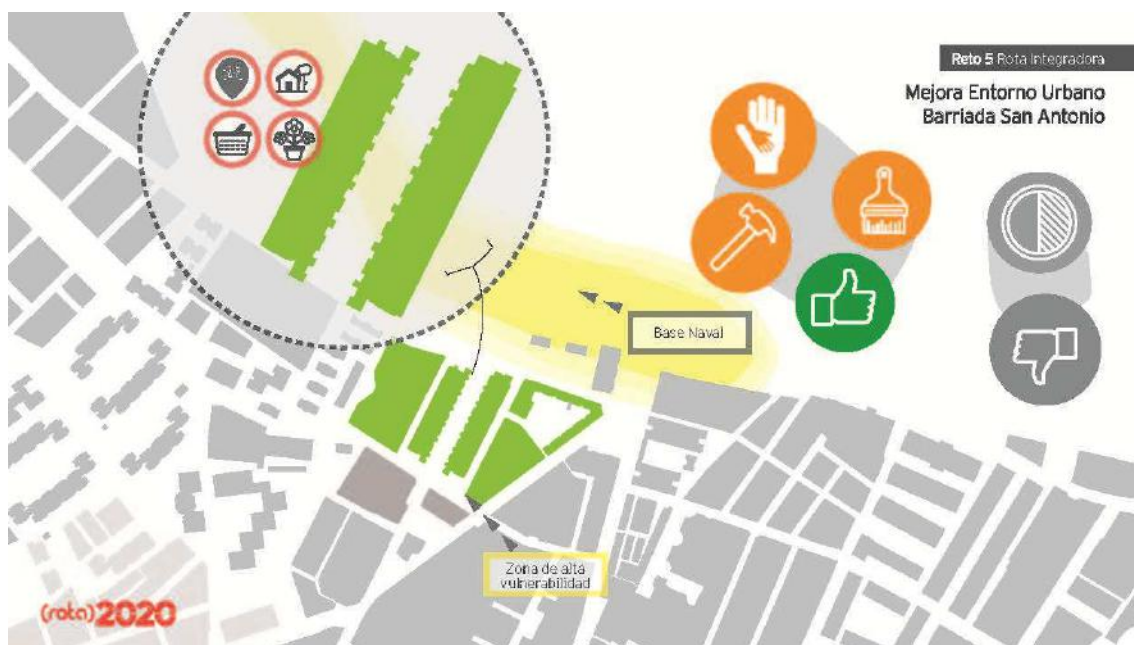 Reto 5 Rota Integradora
Mejora Entorno Urbano
Barriada San Antonio
Base Naval
Zona de alta
vulnerabilidad
(rota)2020